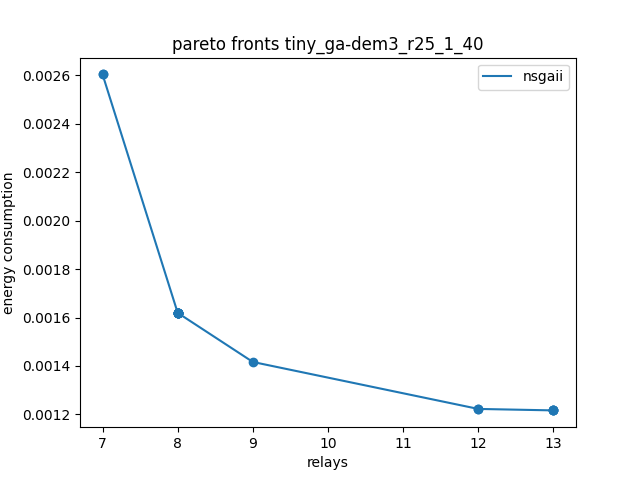 pareto fronts tiny_ga-dem3_r25_1_40
nsgaii
energy consumption
0.0026
0.0024
0.0022
0.0020
0.0018
0.0016
0.0014
0.0012
7 8 9 10 11 12 13
relays